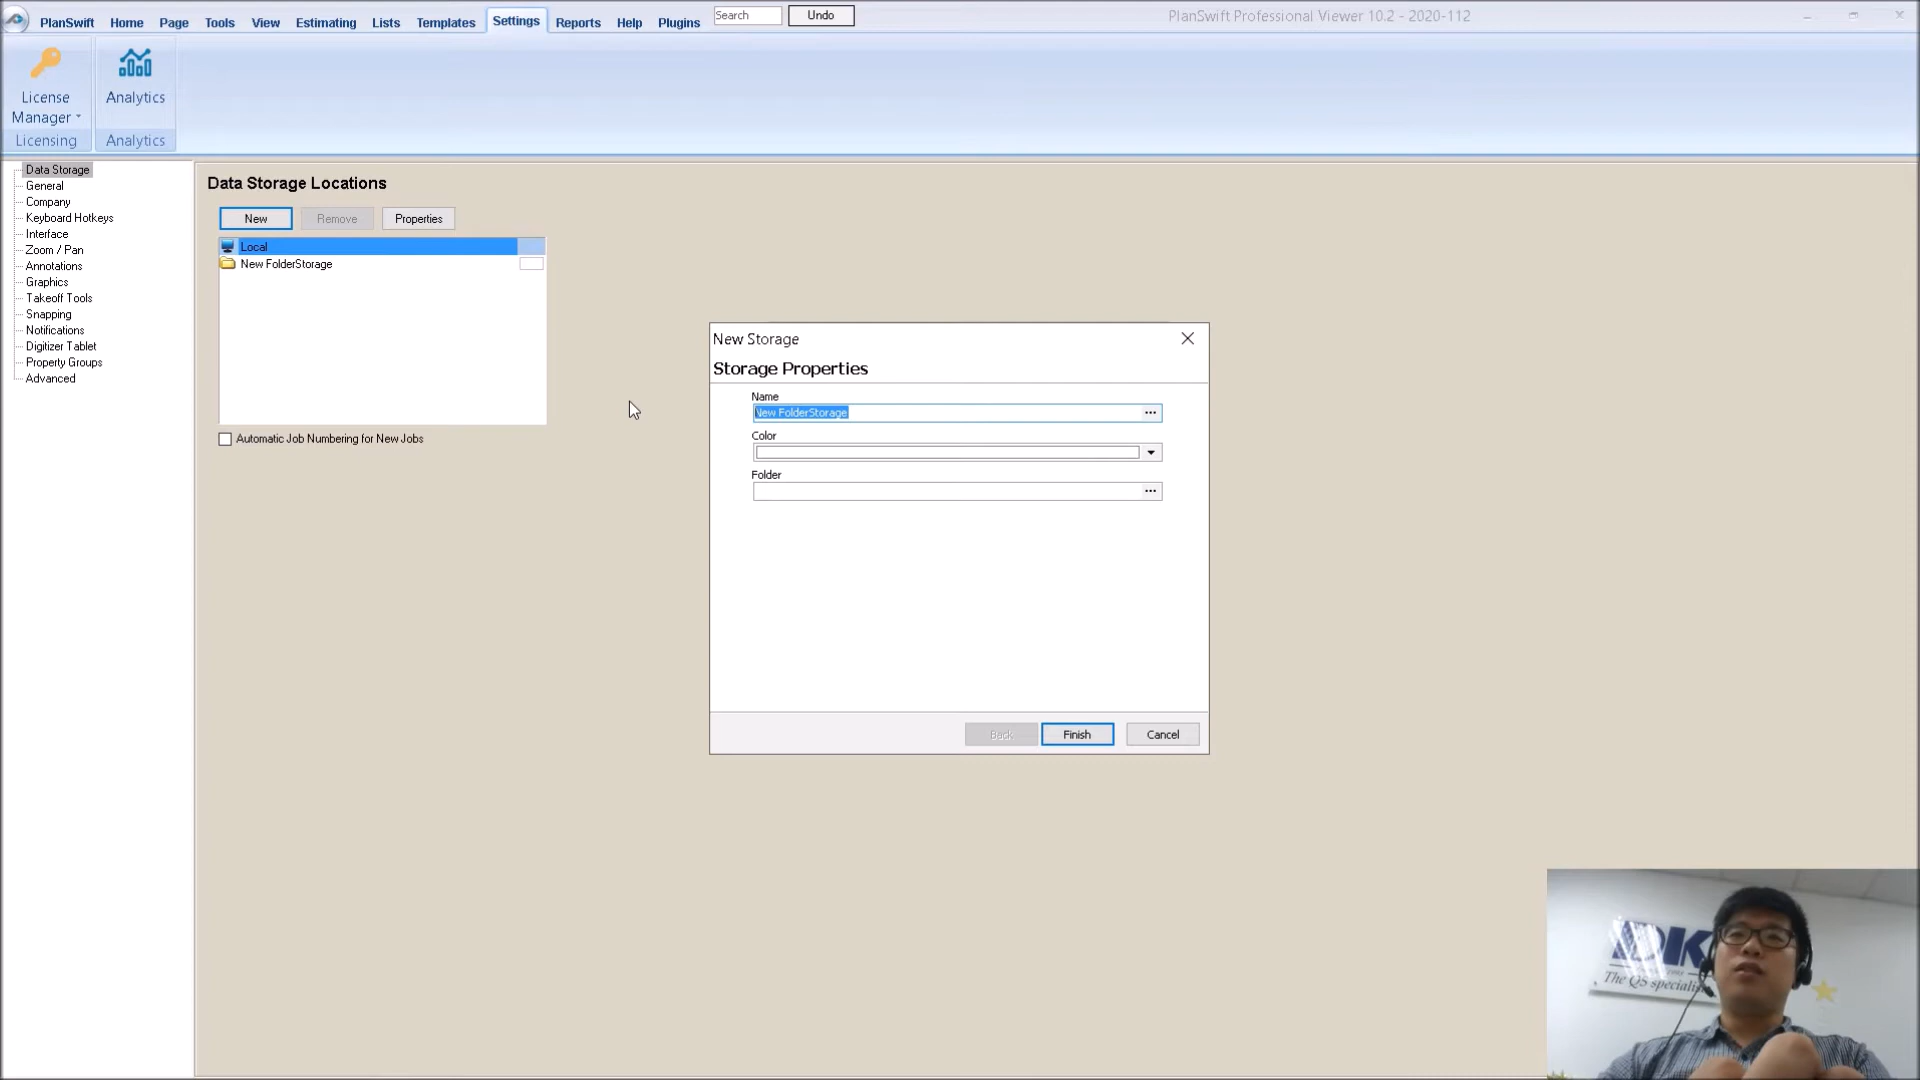 PlanSwift Home Page Tools View Estimating Lists Templates Settings Reports Help Plugins Search Undo PlanSwift Professional Viewer 10.2 - 2020-112
License
Manager
Licensing
Analytics
Analytics
Data Storage
General
Company
Keyboard Hotkeys
Interface
Zoom / Pan
Annotations
Graphics
Takeoff Tools
Snapping
Notifications
Digitizer Tablet
Property Groups
Advanced
Data Storage Locations
New Remove Properties
Local
New FolderStorage
Automatic Job Numbering for New Jobs
New Storage
Storage Properties
Name
New FolderStorage
Color
Folder
Back Finish Cancel
DK
The QS specialis